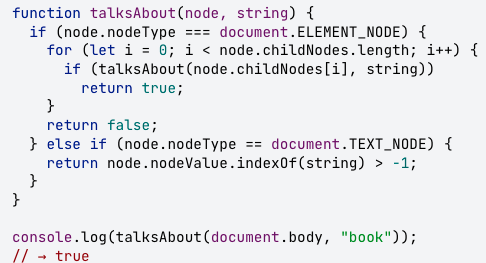 function talksAbout(node, string) {
  if (node.nodeType === document.ELEMENT_NODE) {
    for (let i = 0; i < node.childNodes.length; i++) {
      if (talksAbout(node.childNodes[i], string))
        return true;
    }
    return false;
  } else if (node.nodeType == document.TEXT_NODE) {
    return node.nodeValue.indexOf(string) > -1;
  }
}

console.log(talksAbout(document.body, "book"));
// → true